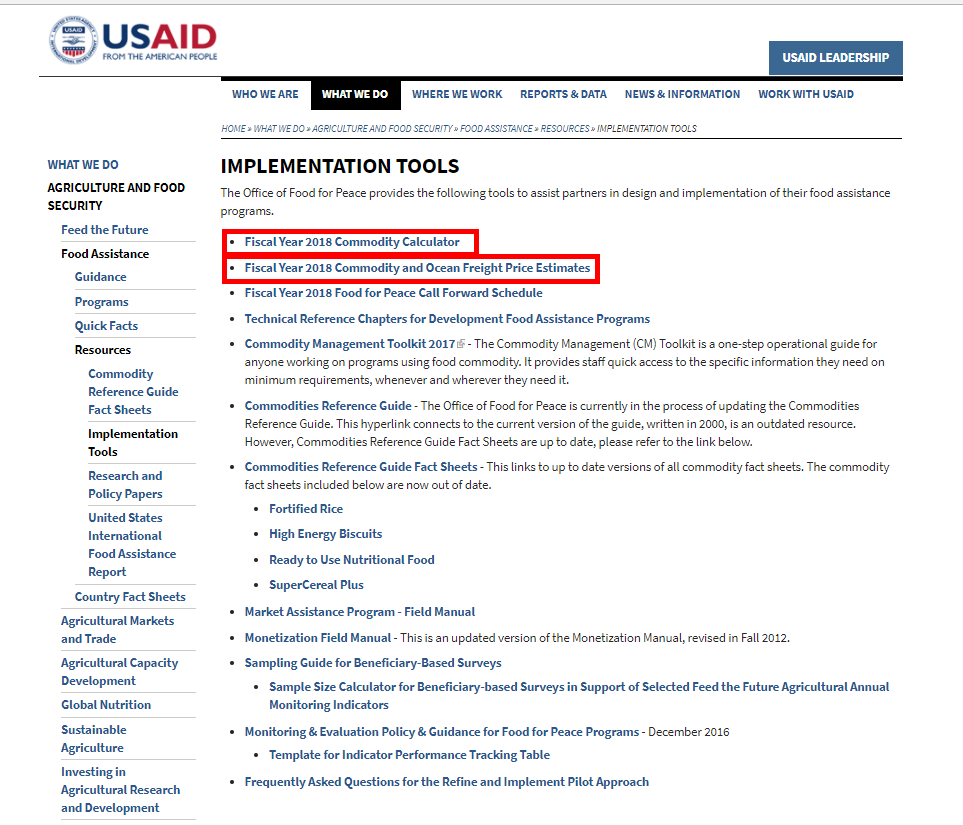 USAID
FROM THE AMERICAN PEOPLE
USAID LEADERSHIP
WHO WE ARE
WHAT WE DO
WHERE WE WORK
REPORTS & DATA
NEWS & INFORMATION
WORK WITH USAID
HOME » WHAT WE DO » AGRICULTURE AND FOOD SECURITY » FOOD ASSISTANCE » RESOURCES » IMPLEMENTATION TOOLS
WHAT WE DO
AGRICULTURE AND FOOD
SECURITY
Feed the Future
Food Assistance
Guidance
Programs
Quick Facts
Resources
Commodity
Reference Guide
Fact Sheets
Implementation
Tools
Research and
Policy Papers
United States
International
Food Assistance
Report
Country Fact Sheets
Agricultural Markets
and Trade
Agricultural Capacity
Development
Global Nutrition
Sustainable
Agriculture
Investing in
Agricultural Research
and Development
IMPLEMENTATION TOOLS
The Office of Food for Peace provides the following tools to assist partners in design and implementation of their food assistance
programs.
• Fiscal Year 2018 Commodity Calculator
• Fiscal Year 2018 Commodity and Ocean Freight Price Estimates
• Fiscal Year 2018 Food for Peace Call Forward Schedule
• Technical Reference Chapters for Development Food Assistance Programs
• Commodity Management Toolkit 2017 - The Commodity Management (CM) Toolkit is a one-step operational guide for
anyone working on programs using food commodity. It provides staff quick access to the specific information they need on
minimum requirements, whenever and wherever they need it.
• Commodities Reference Guide - The Office of Food for Peace is currently in the process of updating the Commodities
Reference Guide. This hyperlink connects to the current version of the guide, written in 2000, is an outdated resource.
However, Commodities Reference Guide Fact Sheets are up to date, please refer to the link below.
• Commodities Reference Guide Fact Sheets - This links to up to date versions of all commodity fact sheets. The commodity
fact sheets included below are now out of date.
• Fortified Rice
• High Energy Biscuits
• Ready to Use Nutritional Food
• SuperCereal Plus
• Market Assistance Program - Field Manual
• Monetization Field Manual - This is an updated version of the Monetization Manual, revised in Fall 2012.
• Sampling Guide for Beneficiary-Based Surveys
• Sample Size Calculator for Beneficiary-based Surveys in Support of Selected Feed the Future Agricultural Annual
Monitoring Indicators
• Monitoring & Evaluation Policy & Guidance for Food for Peace Programs - December 2016
• Template for Indicator Performance Tracking Table
• Frequently Asked Questions for the Refine and Implement Pilot Approach